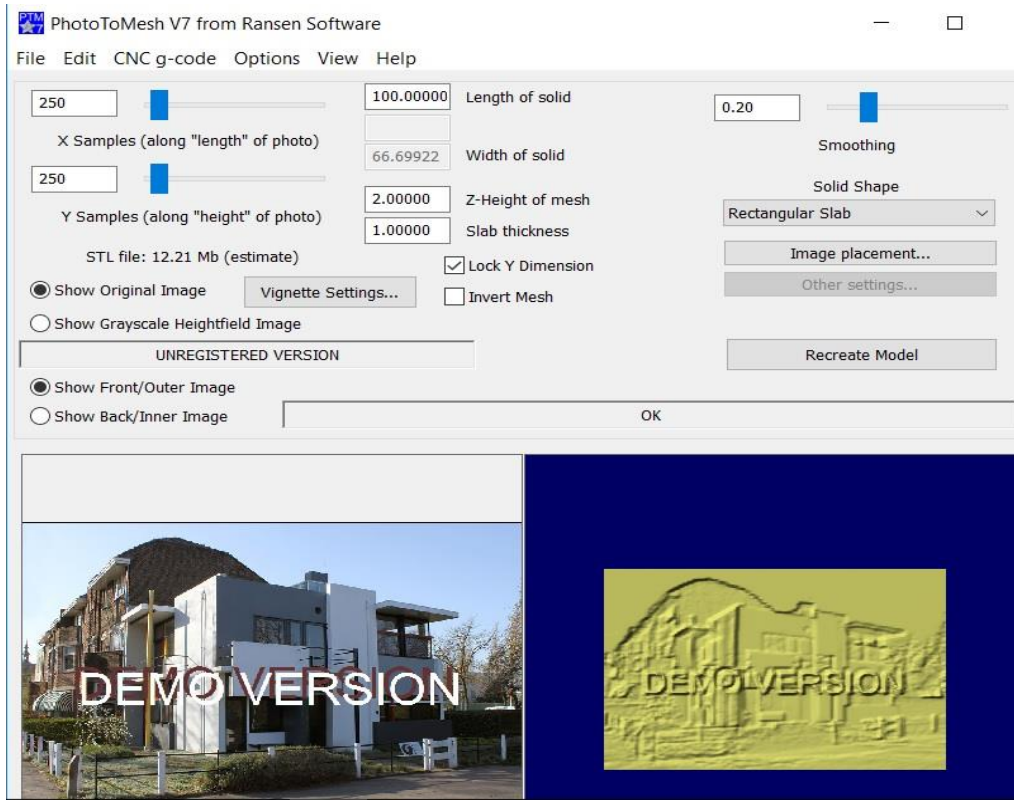 PTM
7
PhotoToMesh V7 from Ransen Software
File Edit CNC g-code Options View Help
250
X Samples (along "length" of photo)
250
Y Samples (along "height" of photo)
STL file: 12.21 Mb (estimate)
Show Original Image
Vignette Settings...
Show Grayscale Heightfield Image
UNREGISTERED VERSION
Show Front/Outer Image
Show Back/Inner Image
100.00000 Length of solid
66.69922 Width of solid
2.00000 Z-Height of mesh
1.00000 Slab thickness
Lock Y Dimension
Invert Mesh
0.20
Smoothing
Solid Shape
Rectangular Slab
Image placement...
Other settings...
Recreate Model
OK
DEMO VERSION
DEMO VERSION